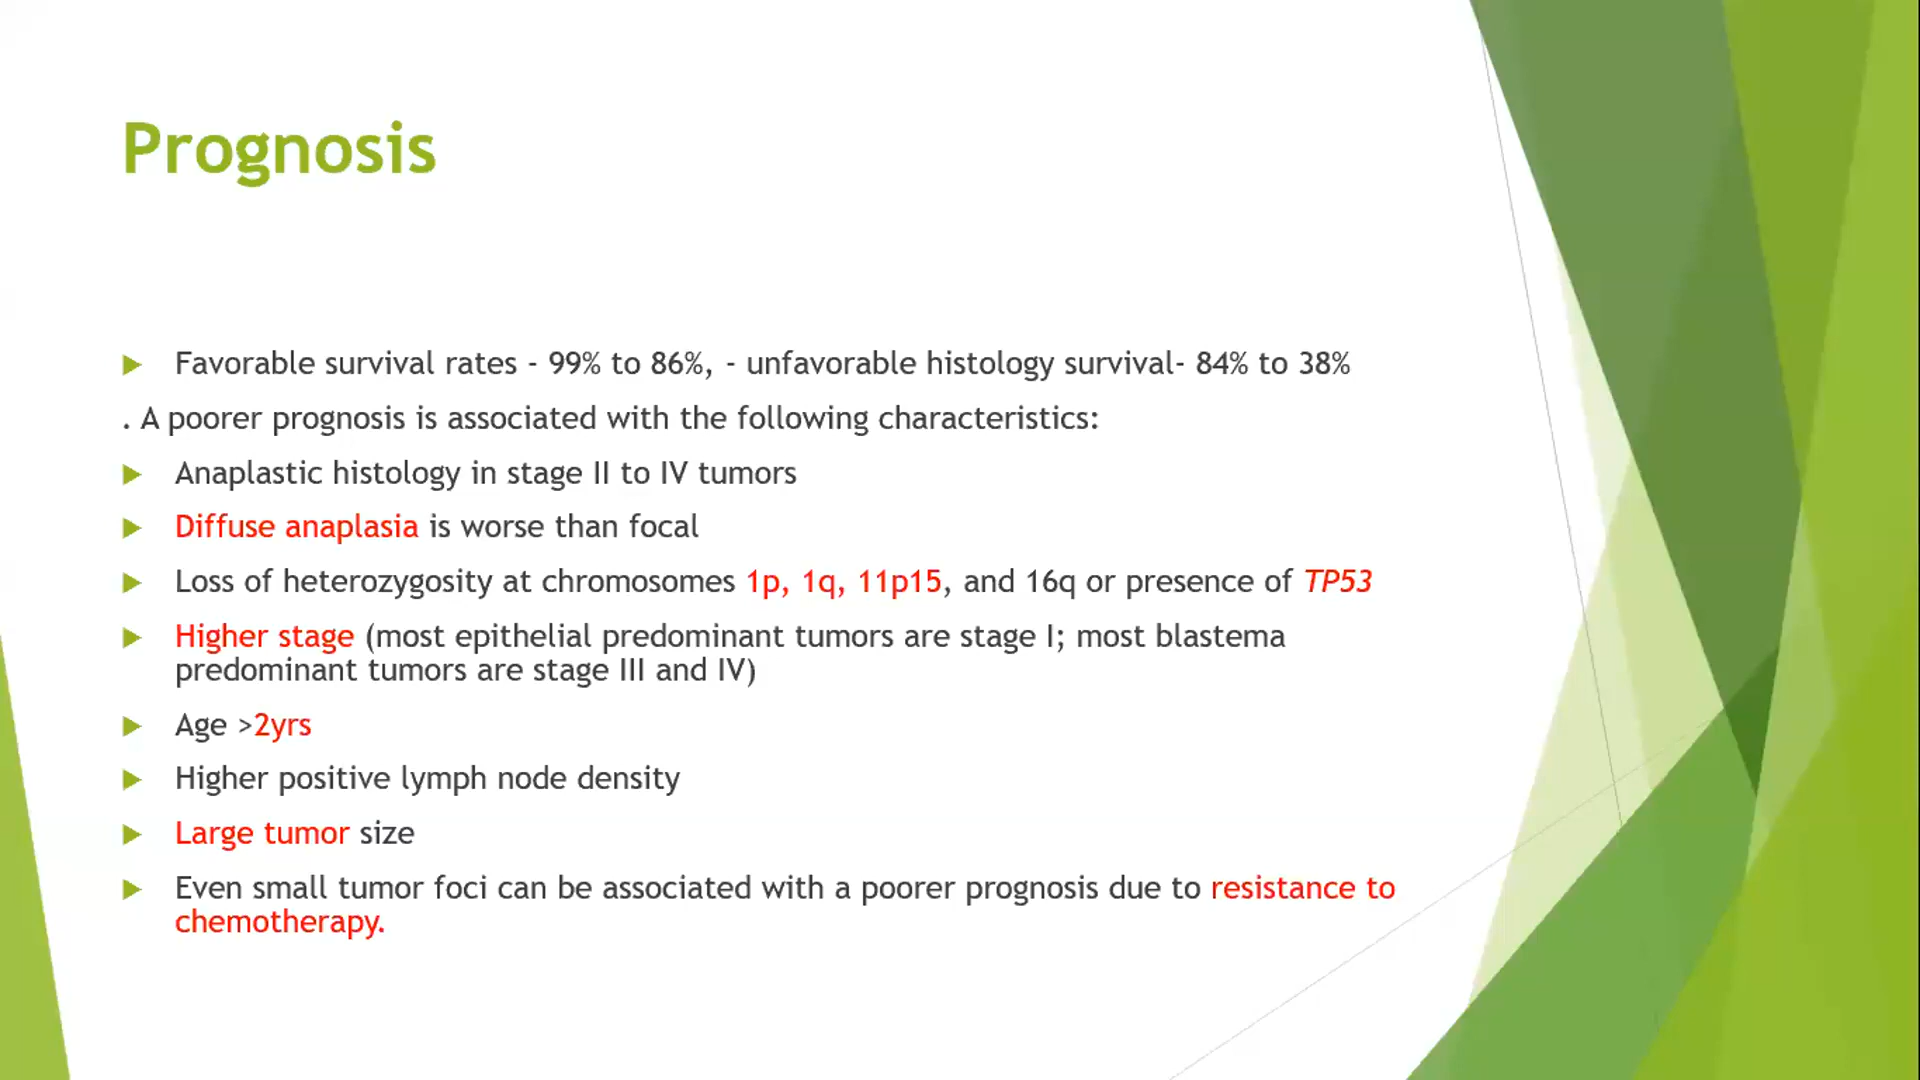 Prognosis
Favorable survival rates - 99% to 86%, - unfavorable histology survival- 84% to 38%
. A poorer prognosis is associated with the following characteristics:
Anaplastic histology in stage II to IV tumors
Diffuse anaplasia is worse than focal
Loss of heterozygosity at chromosomes 1p, 1q, 11p15, and 16q or presence of TP53
Higher stage (most epithelial predominant tumors are stage I; most blastema
predominant tumors are stage III and IV)
Age >2yrs
Higher positive lymph node density
Large tumor size
Even small tumor foci can be associated with a poorer prognosis due to resistance to
chemotherapy.